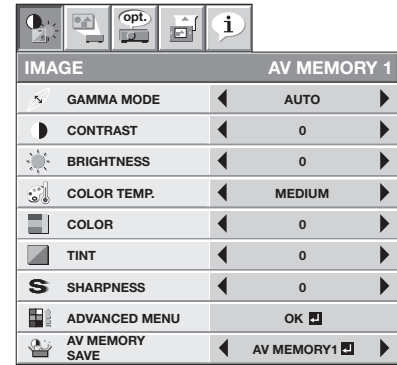 opt.
i
IMAGE AV MEMORY 1
GAMMA MODE AUTO
CONTRAST 0
BRIGHTNESS 0
COLOR TEMP. MEDIUM
COLOR 0
TINT 0
S SHARPNESS 0
ADVANCED MENU OK
AV MEMORY
SAVE AV MEMORY1